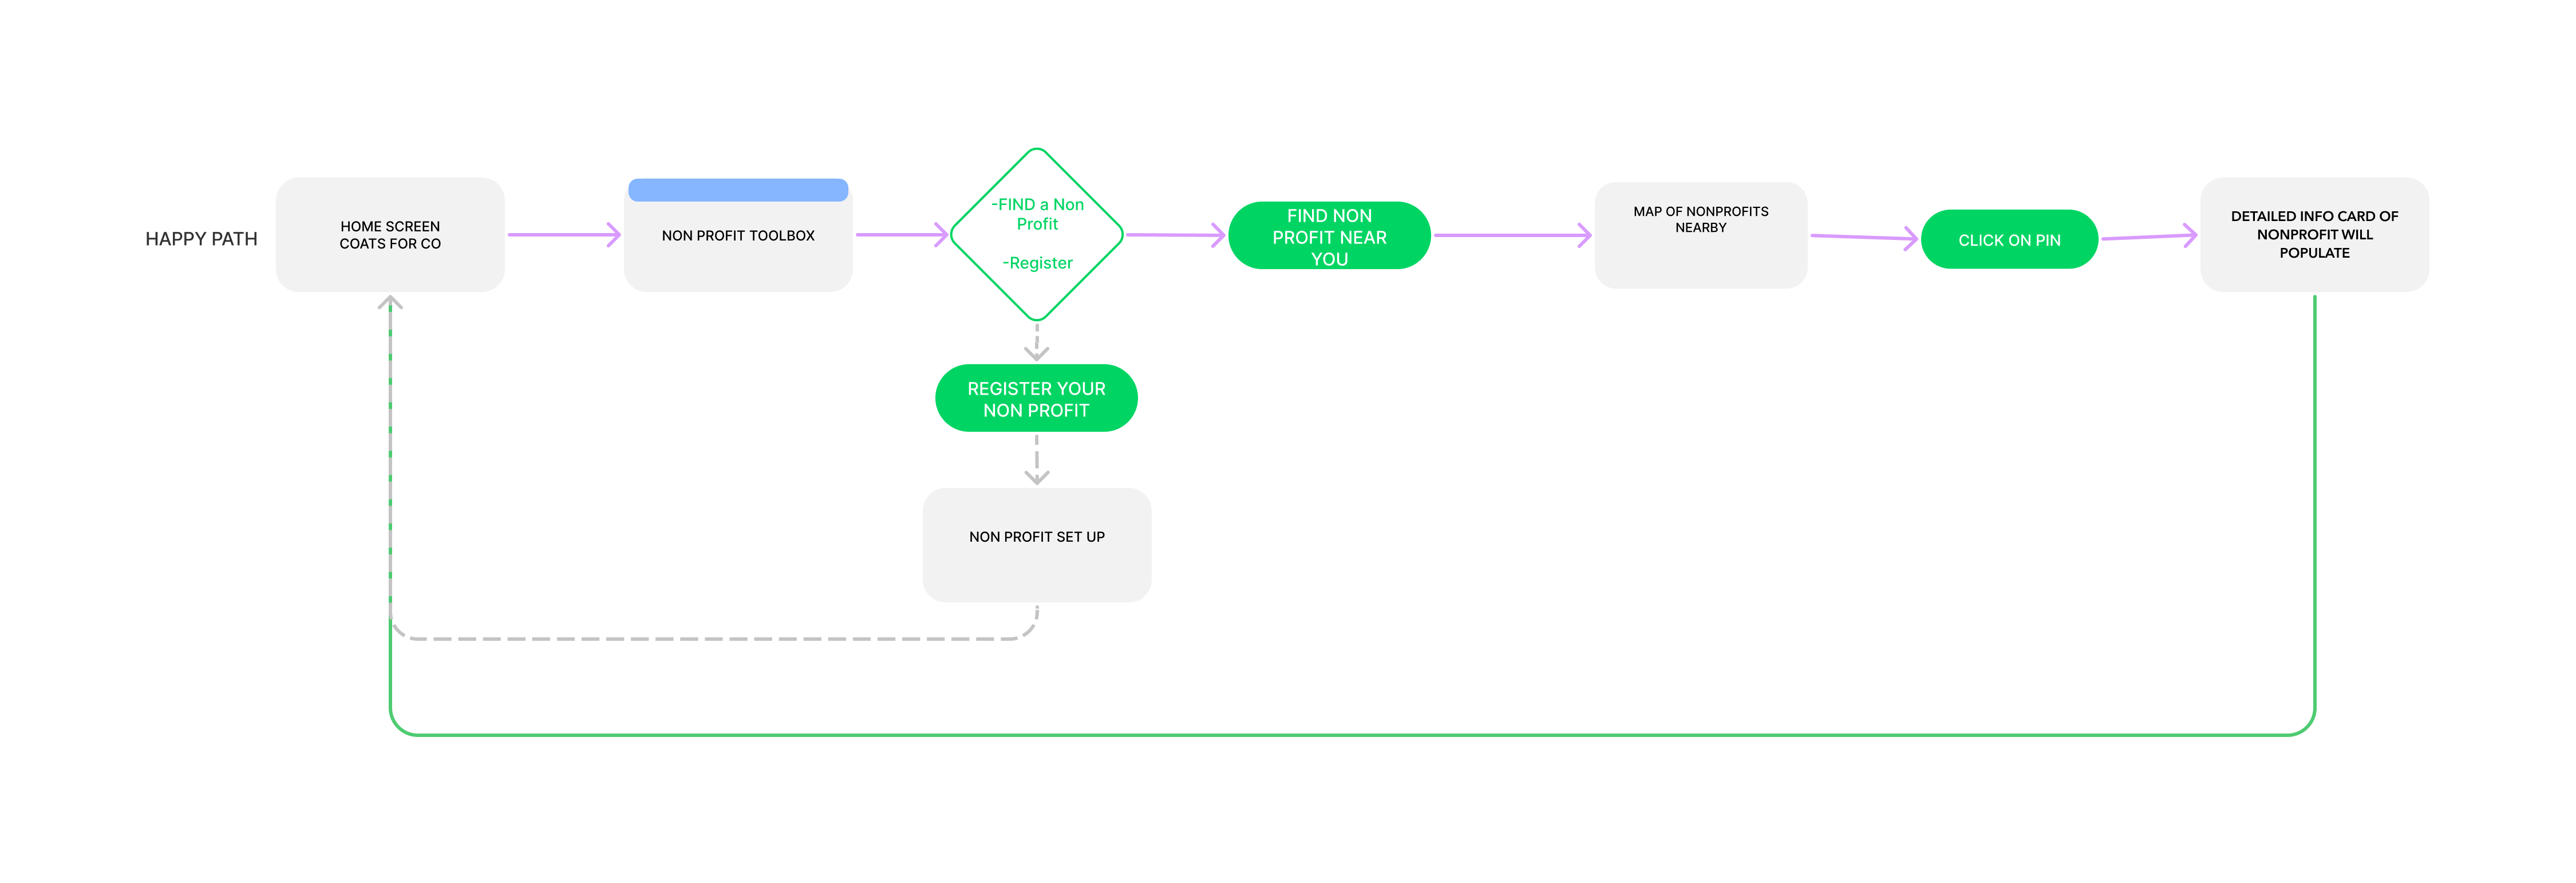 HAPPY PATH
HOME SCREEN
COATS FOR CO
NON PROFIT TOOLBOX
-FIND a Non
Profit
-Register
FIND NON
PROFIT NEAR
YOU
MAP OF NONPROFITS
NEARBY
CLICK ON PIN
DETAILED INFO CARD OF
NONPROFIT WILL
POPULATE
REGISTER YOUR
NON PROFIT
NON PROFIT SET UP